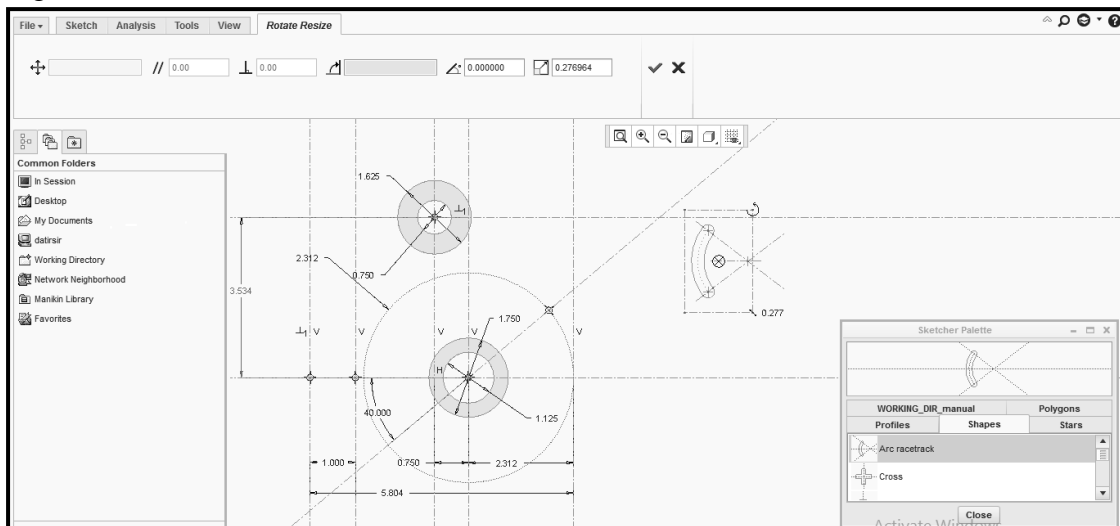 File Sketch Analysis Tools View Rotate Resize
0.00 0.00 0.000000 0.276964
Common Folders
In Session
Desktop
My Documents
datirsir
Working Directory
Network Neighborhood
Manikin Library
Favorites
1.625
⊥1
2.312
0.750
3.534
0.277
⊥1 V V V V V
1.750
H
40.000
1.125
1.000 0.750 2.312
5.804
Sketcher Palette
WORKING_DIR_manual Polygons
Profiles Shapes Stars
Arc racetrack
Cross
Close
Activate Windows